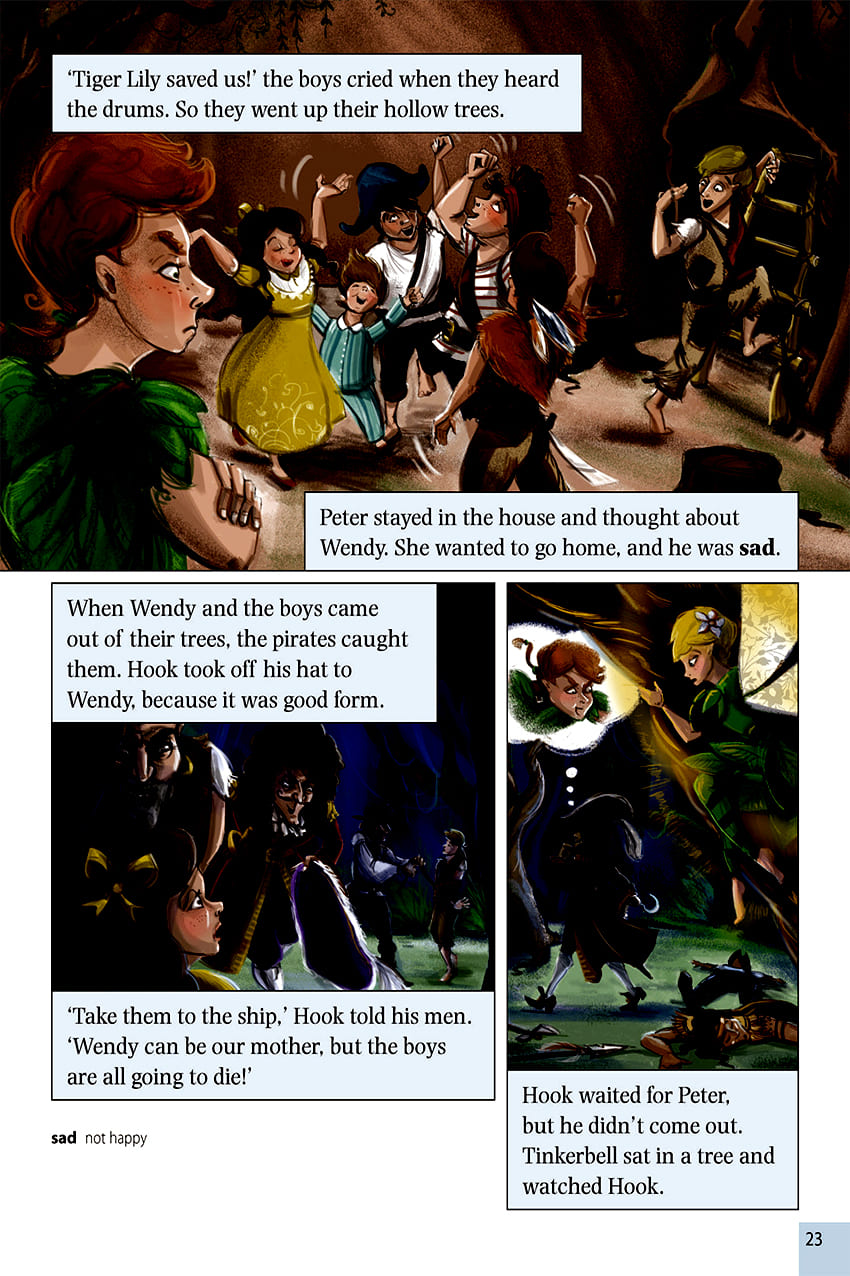 ‘Tiger Lily saved us!’ the boys cried when they heard
the drums. So they went up their hollow trees.
Peter stayed in the house and thought about
Wendy. She wanted to go home, and he was sad.
When Wendy and the boys came
out of their trees, the pirates caught
them. Hook took off his hat to
Wendy, because it was good form.
‘Take them to the ship,’ Hook told his men.
‘Wendy can be our mother, but the boys
are all going to die!’
Hook waited for Peter,
but he didn’t come out.
Tinkerbell sat in a tree and
watched Hook.
sad not happy
23